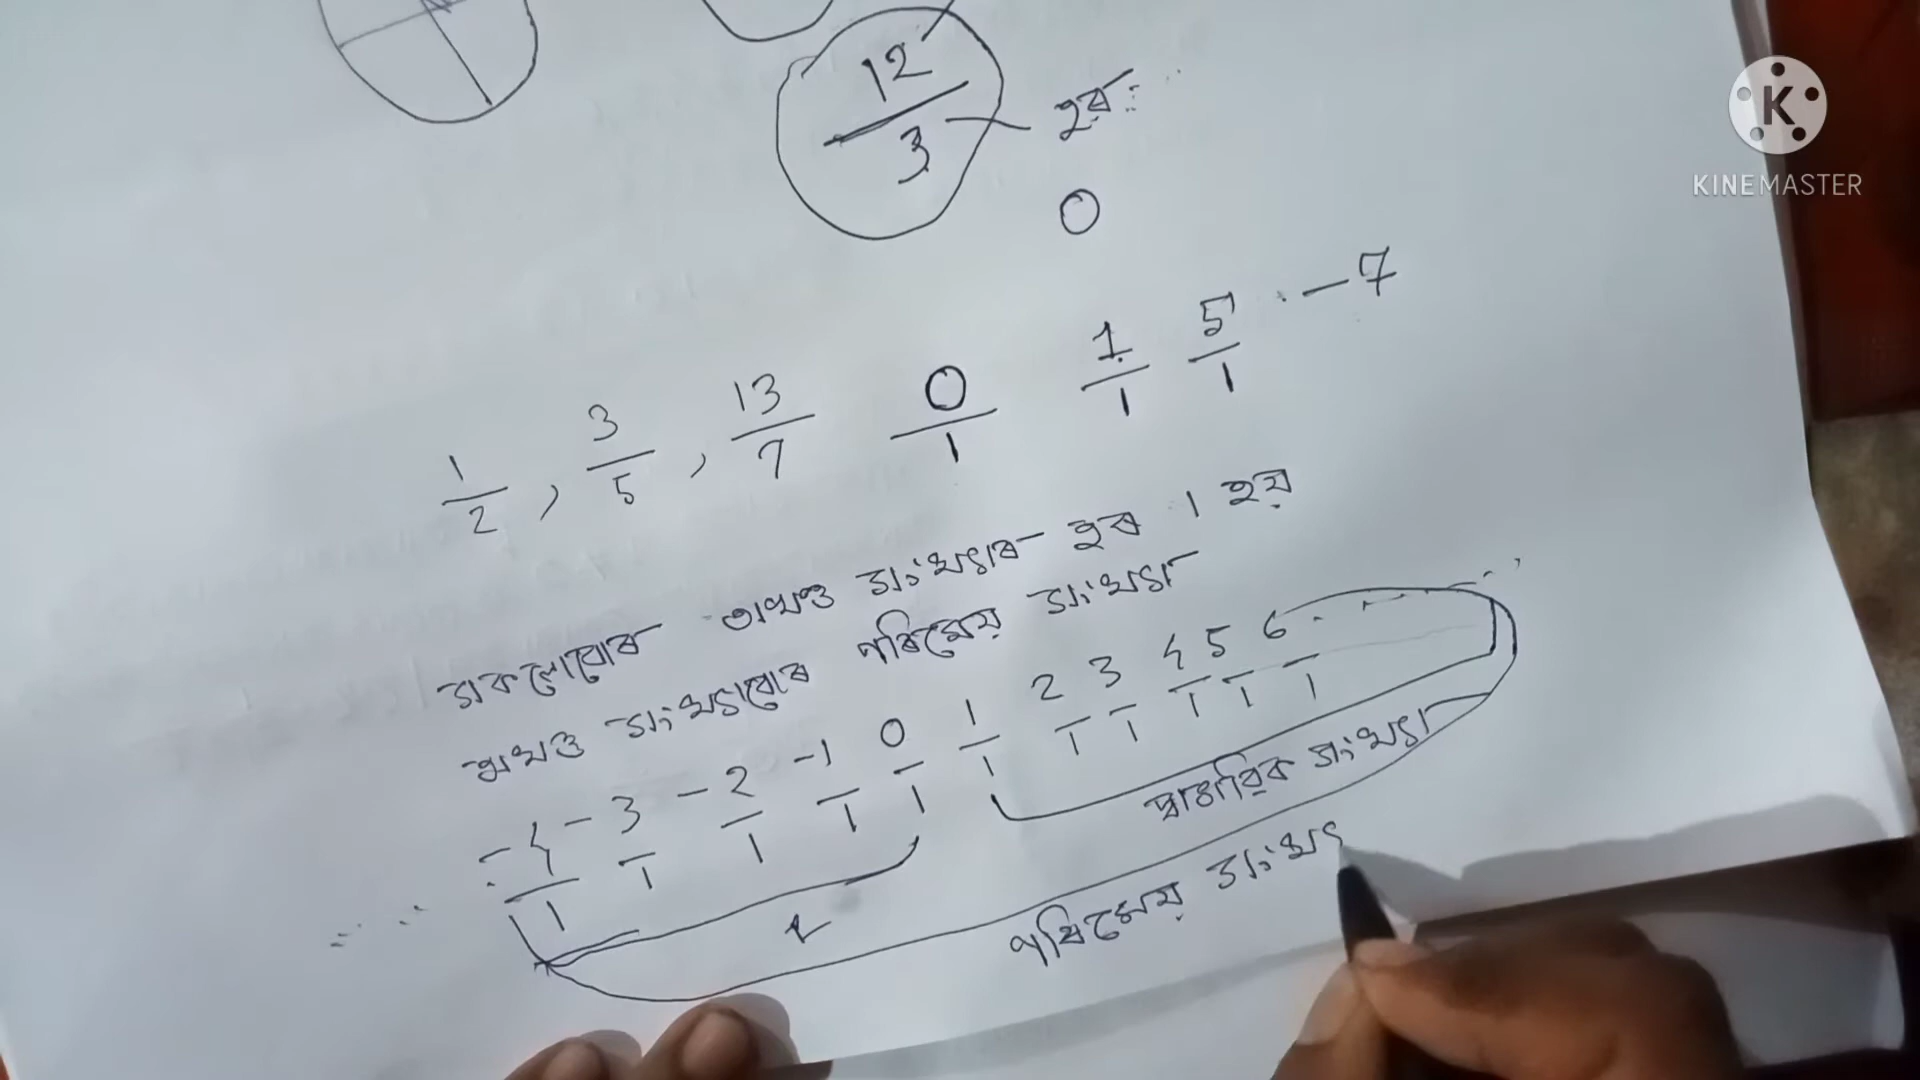 12
3 হৰ
0
K
KINEMASTER
1/2 , 3/5 , 13/7 0/1 1/1 5/1 -7
সকলোবোৰ অখণ্ড সংখ্যাৰ হৰ 1 হয়
অখণ্ড সংখ্যাবোৰ পৰিমেয় সংখ্যা
-4/1 -3/1 -2/1 -1/1 0/1 1/1 2/1 3/1 4/1 5/1 6/1
স্বাভাৱিক সংখ্যা
পৰিমেয় সংখ্য